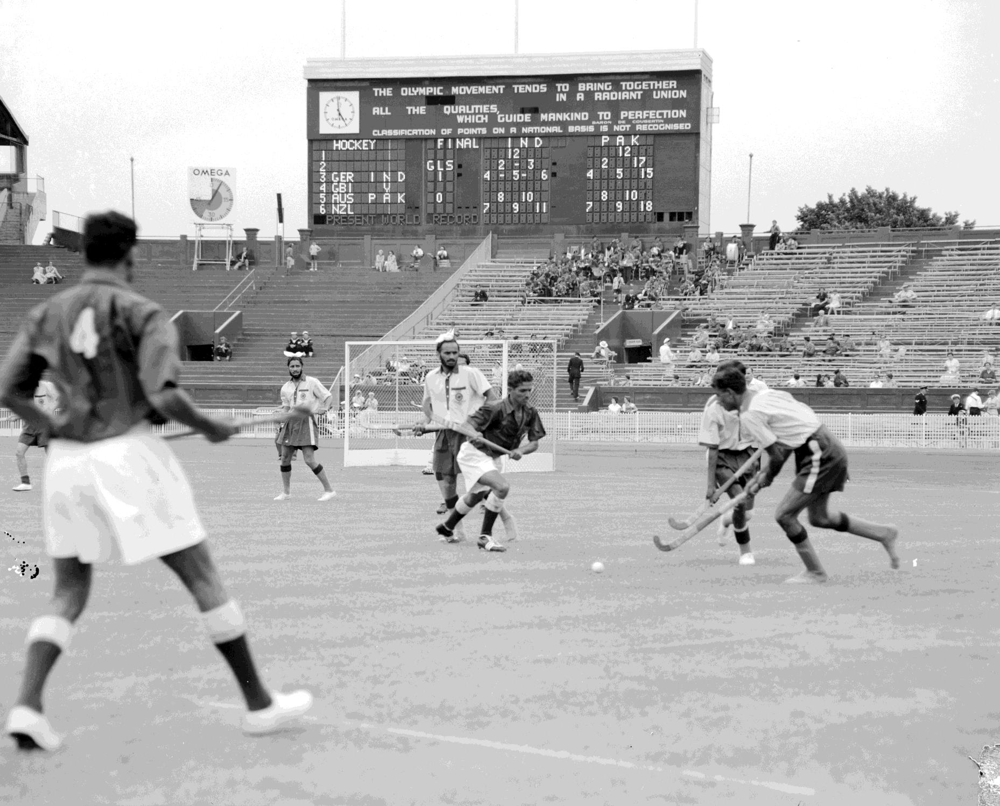 THE OLYMPIC MOVEMENT TENDS TO BRING TOGETHER
IN A RADIANT UNION
ALL THE QUALITIES,
WHICH GUIDE MANKIND TO PERFECTION
BARON DE COUBERTIN
CLASSIFICATION OF POINTS ON A NATIONAL BASIS IS NOT RECOGNISED
OMEGA
HOCKEY FINAL IND PAK
1 12 12
2 GLS 2-3 2 17
3 GER IND 1 4-5-6 4 5 15
4 GBI V
5 AUS PAK 0 8 10 8 10
6 NZL 7 9 11 7 9 18
PRESENT WORLD RECORD
OMEGA
15
30
4